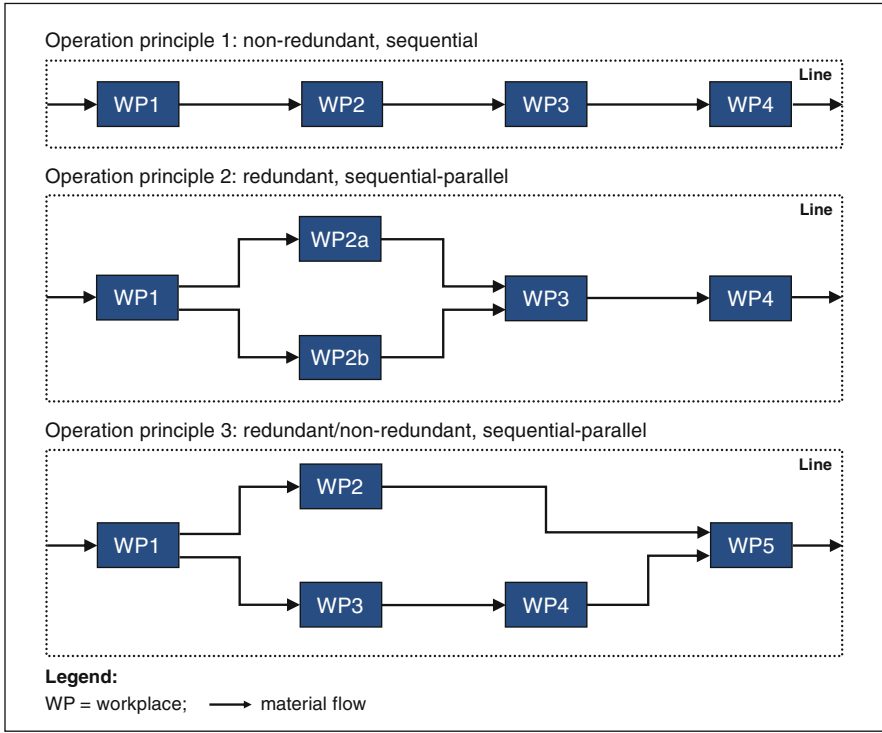 Operation principle 1: non-redundant, sequential
Line
WP1 WP2 WP3 WP4
Operation principle 2: redundant, sequential-parallel
Line
WP2a
WP1 WP3 WP4
WP2b
Operation principle 3: redundant/non-redundant, sequential-parallel
Line
WP2
WP1 WP5
WP3 WP4
Legend:
WP = workplace; material flow